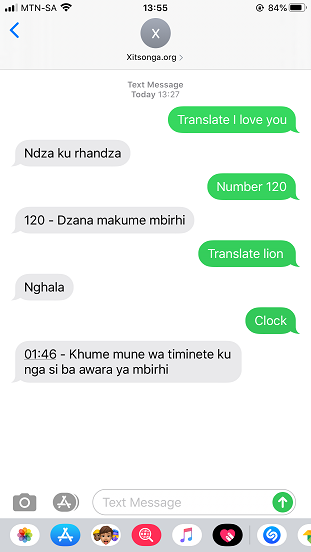 MTN-SA 13:55 84%
X
Xitsonga.org
Text Message
Today 13:27
Translate I love you
Ndza ku rhandza
Number 120
120 - Dzana makume mbirhi
Translate lion
Nghala
Clock
01:46 - Khume mune wa timinete ku
nga si ba awara ya mbirhi
Text Message